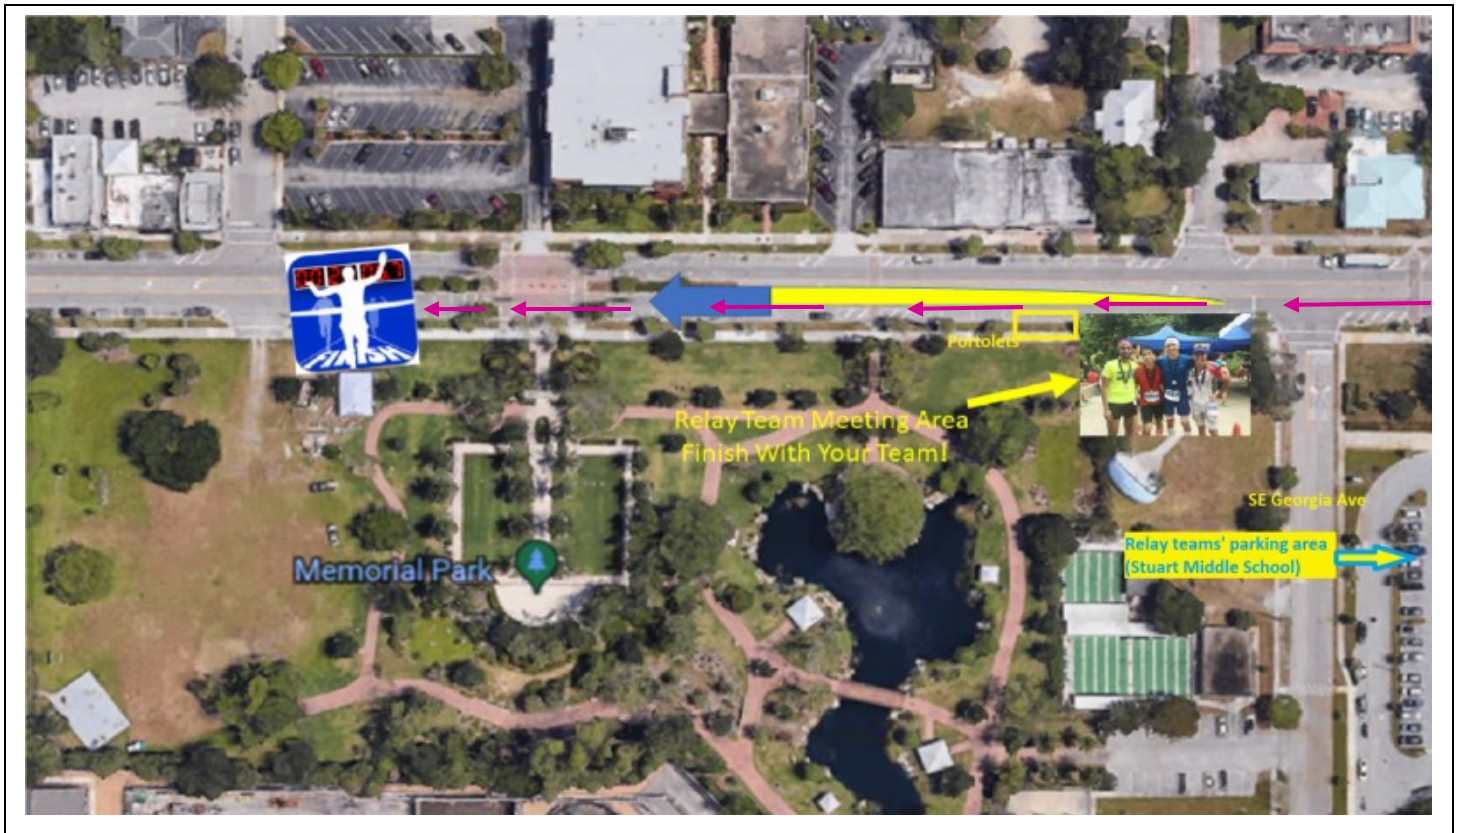 FINISH
Portolets
Relay Team Meeting Area
Finish With Your Team!
SE Georgia Ave
Relay teams' parking area
(Stuart Middle School)
Memorial Park